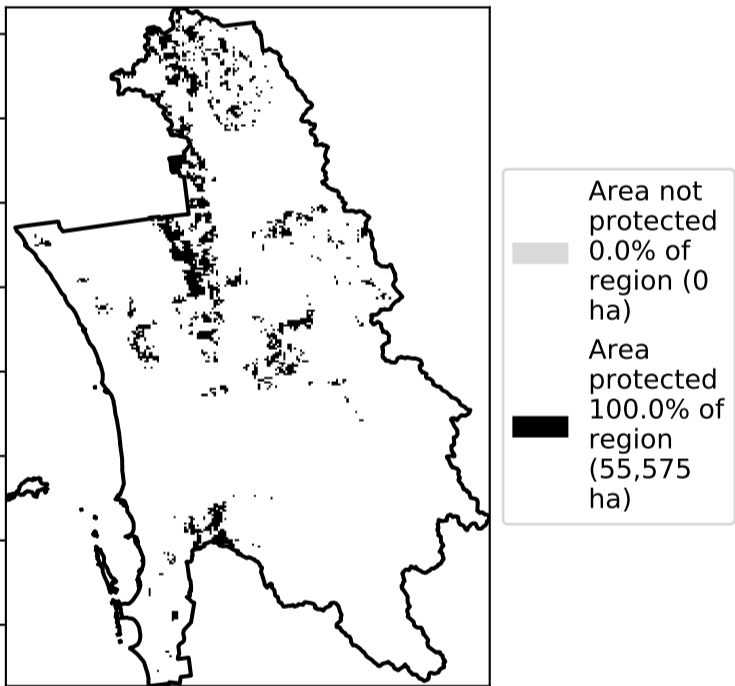 Area not
protected
0.0% of
region (0
ha)
Area
protected
100.0% of
region
(55,575
ha)